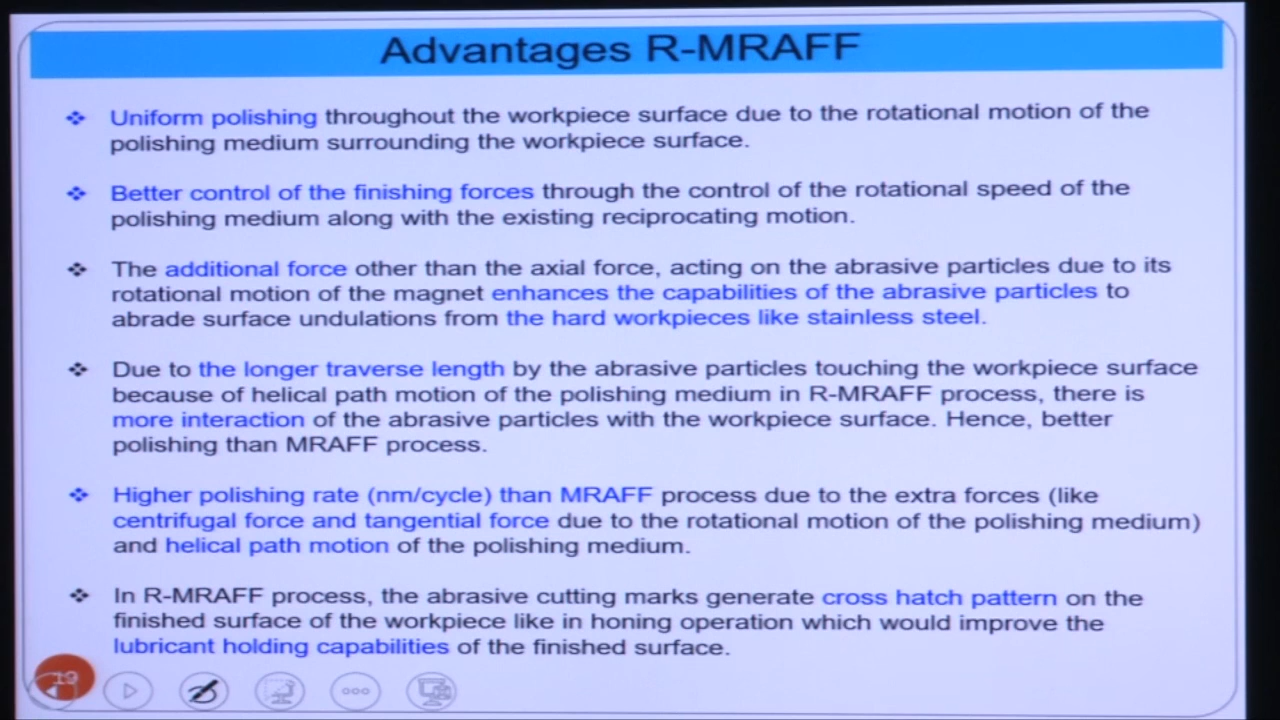 Advantages R-MRAFF
Uniform polishing throughout the workpiece surface due to the rotational motion of the
polishing medium surrounding the workpiece surface.
Better control of the finishing forces through the control of the rotational speed of the
polishing medium along with the existing reciprocating motion.
The additional force other than the axial force, acting on the abrasive particles due to its
rotational motion of the magnet enhances the capabilities of the abrasive particles to
abrade surface undulations from the hard workpieces like stainless steel.
Due to the longer traverse length by the abrasive particles touching the workpiece surface
because of helical path motion of the polishing medium in R-MRAFF process, there is
more interaction of the abrasive particles with the workpiece surface. Hence, better
polishing than MRAFF process.
Higher polishing rate (nm/cycle) than MRAFF process due to the extra forces (like
centrifugal force and tangential force due to the rotational motion of the polishing medium)
and helical path motion of the polishing medium.
In R-MRAFF process, the abrasive cutting marks generate cross hatch pattern on the
finished surface of the workpiece like in honing operation which would improve the
lubricant holding capabilities of the finished surface.
19